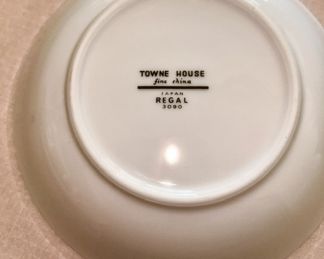 TOWNE HOUSE
fine china
JAPAN
REGAL
3090